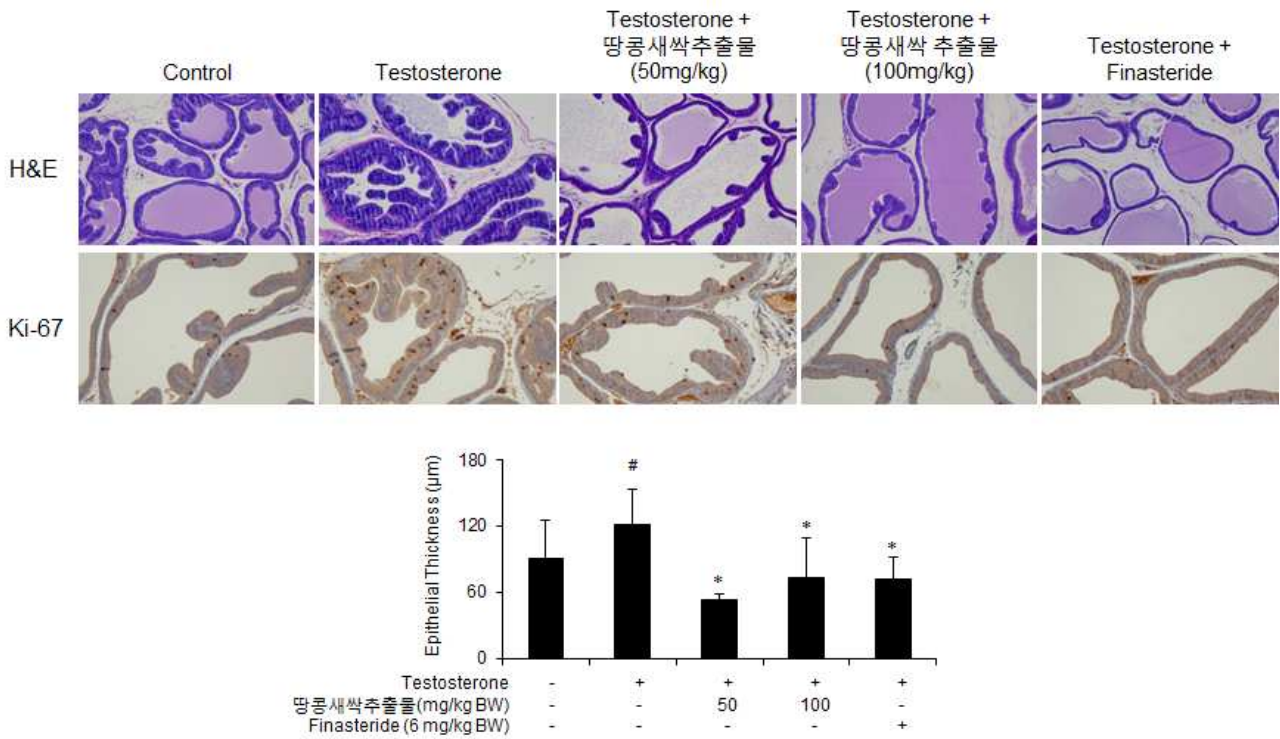 Control
Testosterone
Testosterone +
땅콩새싹추출물
(50mg/kg)
Testosterone +
땅콩새싹 추출물
(100mg/kg)
Testosterone +
Finasteride
H&E
Ki-67
Epithelial Thickness (µm)
180
120
60
0
#
*
*
*
Testosterone - + + + +
땅콩새싹추출물(mg/kg BW) - - 50 100 -
Finasteride (6 mg/kg BW) - - - - +